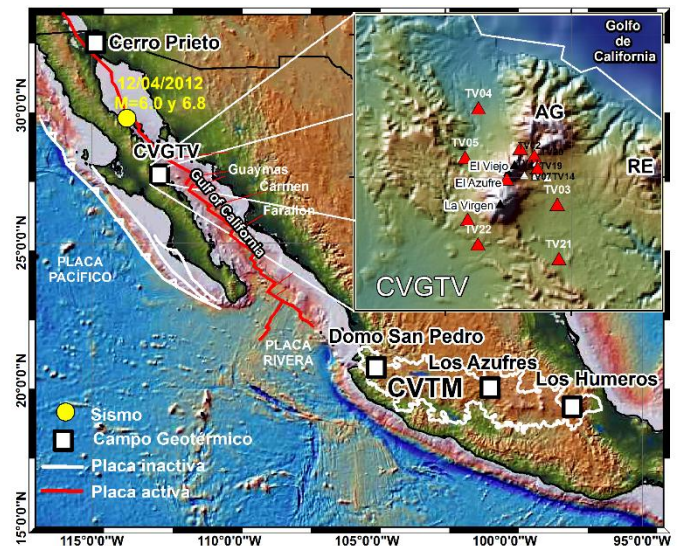 Cerro Prieto
12/04/2012
M=6.0 y 6.8
CVGTV
Guaymas
Carmen
Farallon
Gulf of California
PLACA
PACÍFICO
PLACA
RIVERA
Domo San Pedro
Los Azufres
CVTM
Los Humeros
Sismo
Campo Geotérmico
Placa inactiva
Placa activa
Golfo
de
California
TV04
AG
TV05
RE
El Viejo
TV19
TV07
TV14
El Azufre
TV03
La Virgen
TV22
TV21
CVGTV
30°0'0"N
25°0'0"N
20°0'0"N
15°0'0"N
115°0'0"W
110°0'0"W
105°0'0"W
100°0'0"W
95°0'0"W